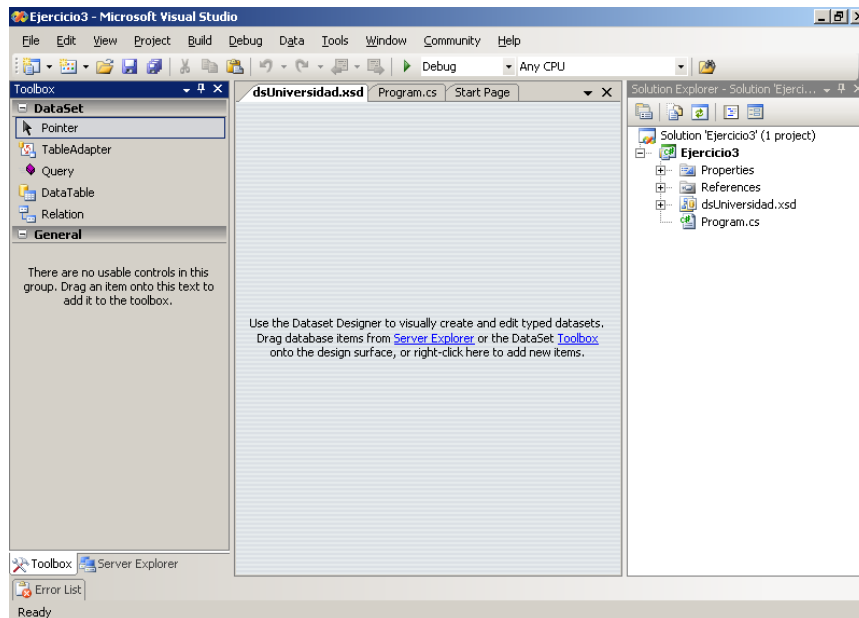 Ejercicio3 - Microsoft Visual Studio
File Edit View Project Build Debug Data Tools Window Community Help
Debug Any CPU
Toolbox
DataSet
Pointer
TableAdapter
Query
DataTable
Relation
General
There are no usable controls in this
group. Drag an item onto this text to
add it to the toolbox.
Toolbox Server Explorer
dsUniversidad.xsd Program.cs Start Page
Use the Dataset Designer to visually create and edit typed datasets.
Drag database items from Server Explorer or the DataSet Toolbox
onto the design surface, or right-click here to add new items.
Solution Explorer - Solution 'Ejerci...
Solution 'Ejercicio3' (1 project)
Ejercicio3
Properties
References
dsUniversidad.xsd
Program.cs
Error List
Ready